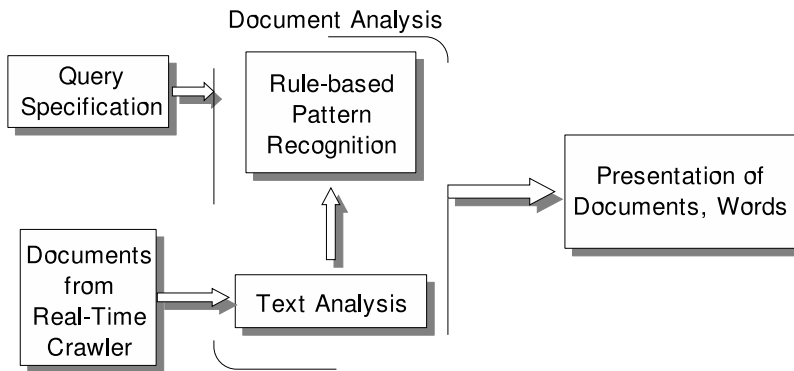 Document Analysis
Query
Specification
Rule-based
Pattern
Recognition
Presentation of
Documents, Words
Documents
from
Real-Time
Crawler
Text Analysis